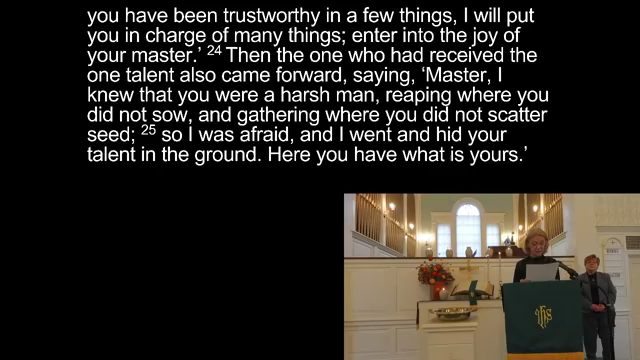 you have been trustworthy in a few things, I will put
you in charge of many things; enter into the joy of
your master.’ 24 Then the one who had received the
one talent also came forward, saying, ‘Master, I
knew that you were a harsh man, reaping where you
did not sow, and gathering where you did not scatter
seed; 25 so I was afraid, and I went and hid your
talent in the ground. Here you have what is yours.’
IHS